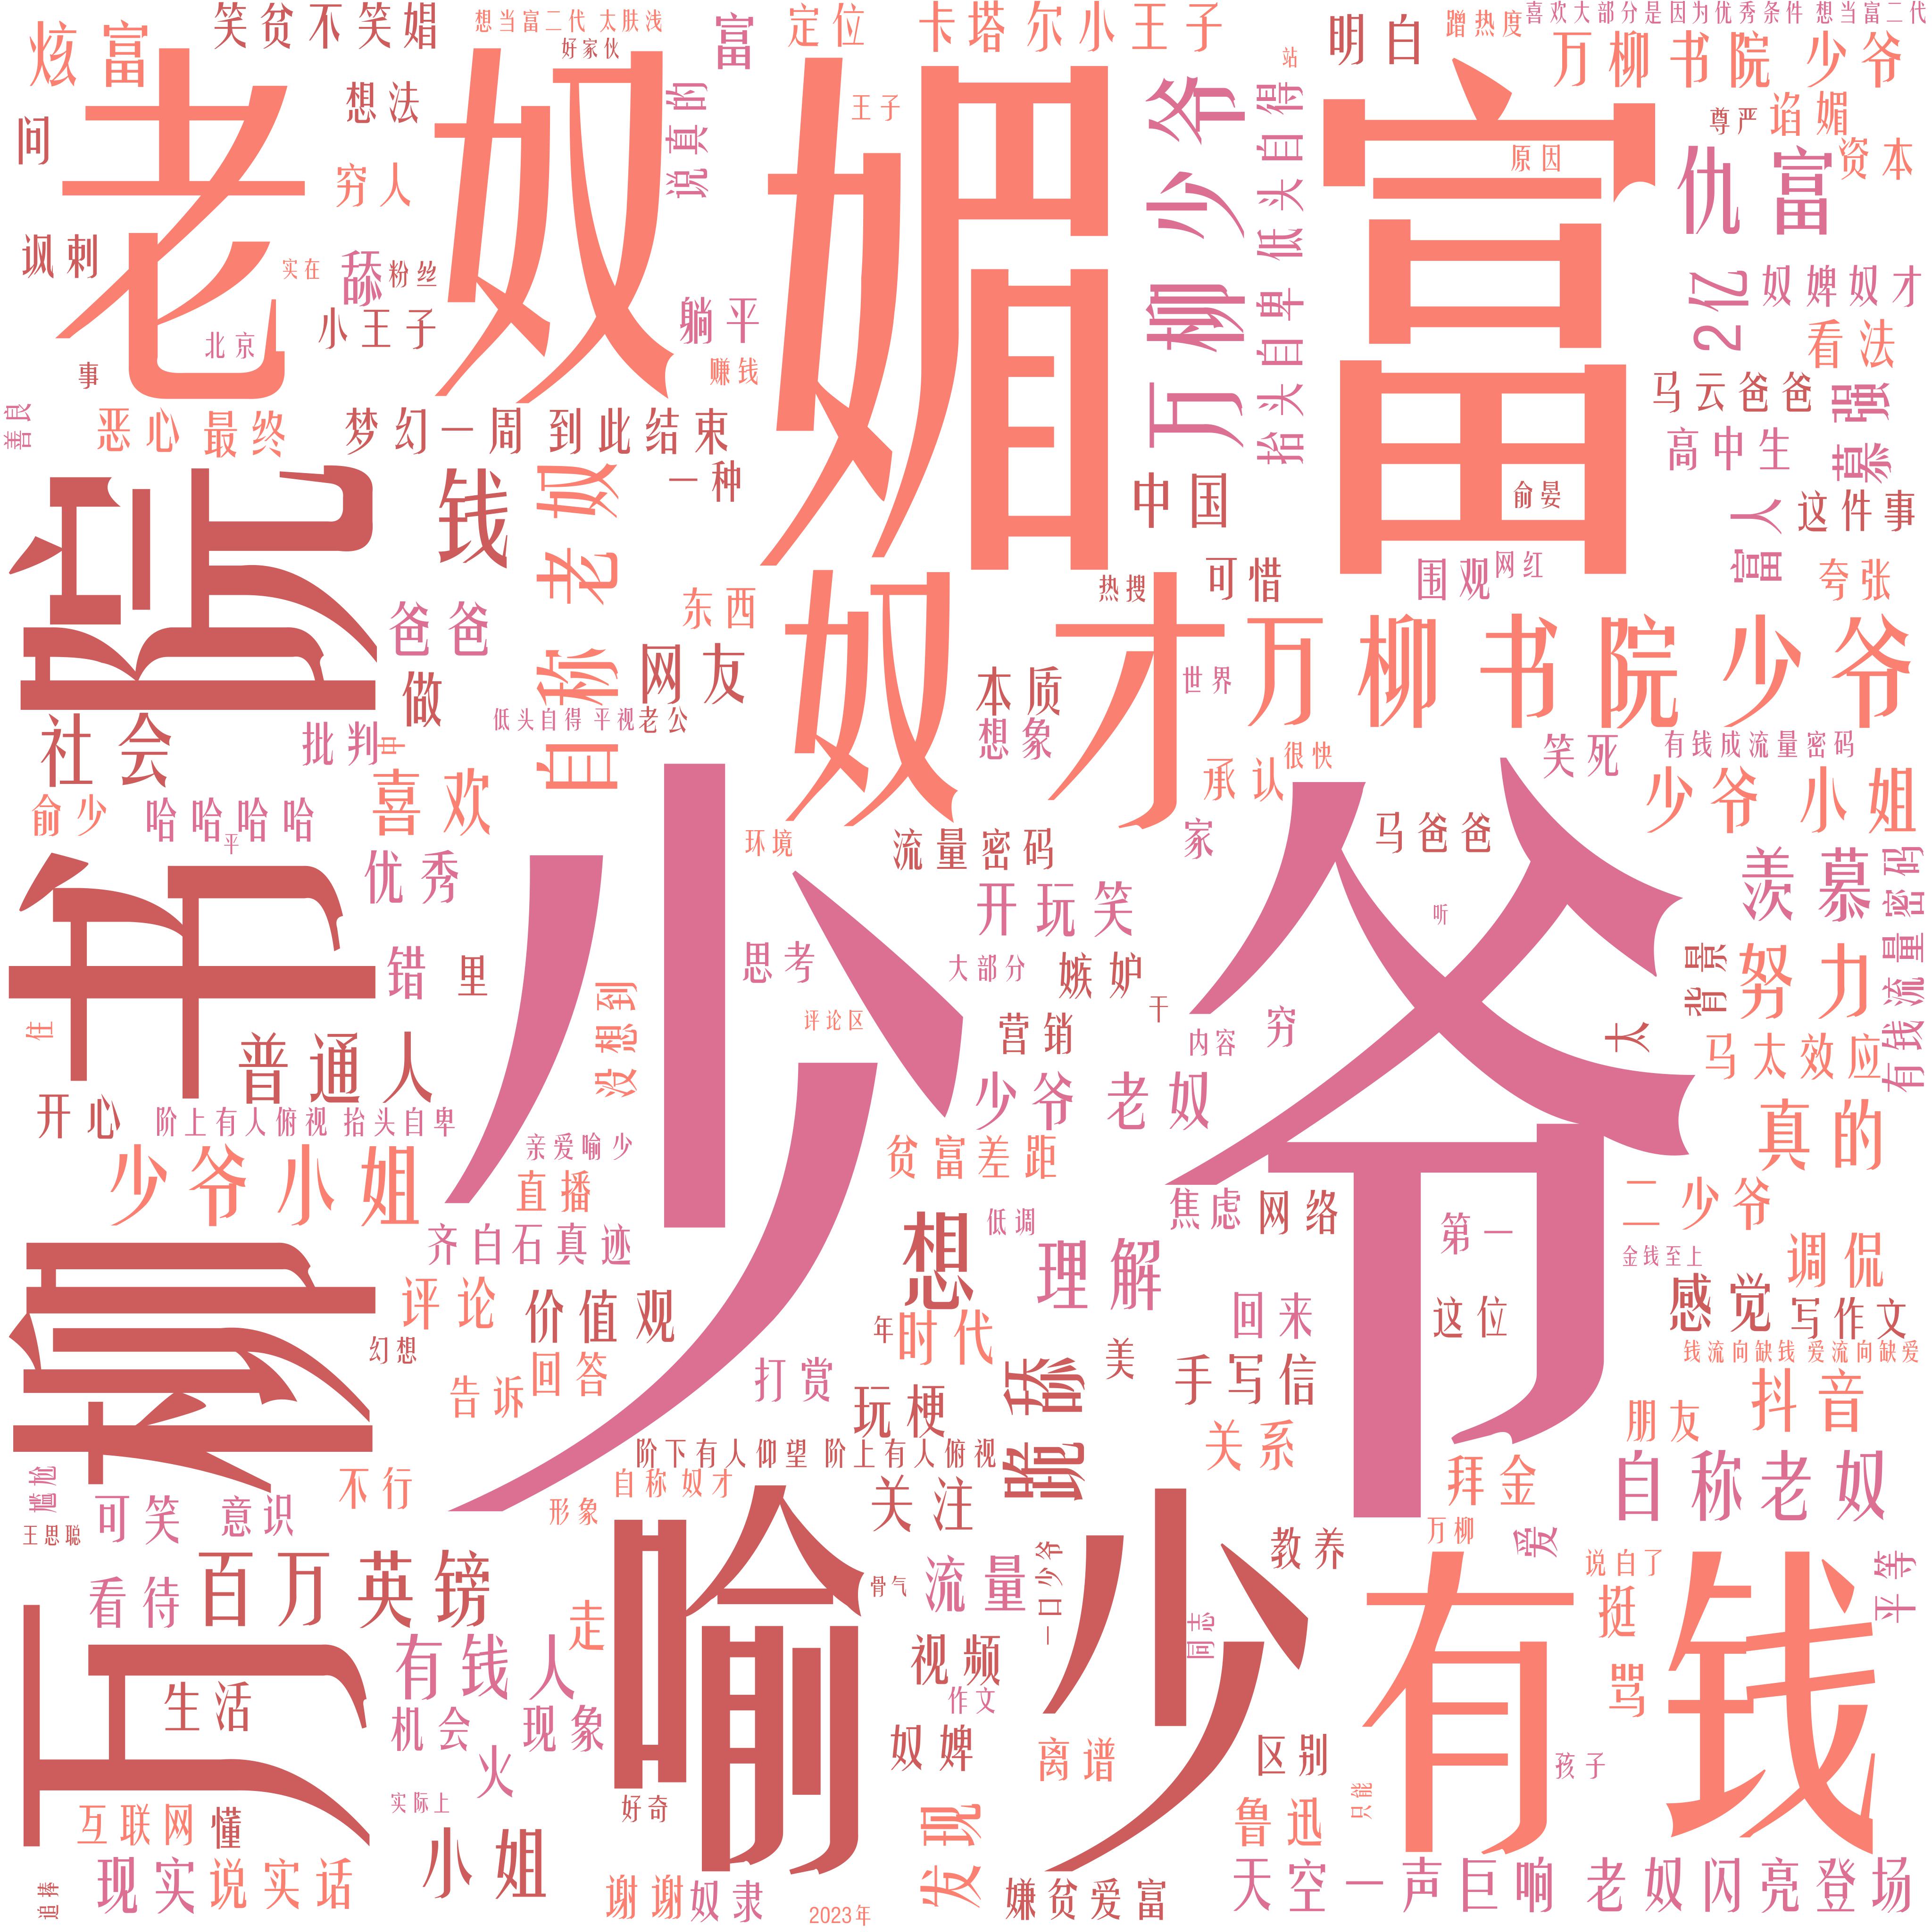 笑贫不笑娼
想当富二代 太肤浅
好家伙
富
定位
卡塔尔小王子
站
明白
蹭热度
喜欢大部分是因为优秀条件 想当富二代
万柳书院 少爷
炫富
老奴
媚富
问
想法
说真的
王子
万柳少爷
抬头自卑 低头自得
原因
尊严
谄媚
资本
仇富
穷人
讽刺
实在
舔
粉丝
小王子
北京
事
躺平
赚钱
2亿
奴婢奴才
看法
马云爸爸
慕强
高中生
善良
恶心
最终
梦幻一周 到此结束
一种
中国
俞晏
富人
这件事
万柳书院
钱
自称 老奴
东西
热搜
可惜
围观
网红
夸张
爸爸
做
网友
奴才
本质
世界
想象
万柳书院少爷
社会
批判
中
低头自得 平视
老公
喜欢
承认
很快
笑死
有钱成流量密码
少爷 小姐
俞少
哈哈哈哈
平
少爷
环境
流量密码
家
马爸爸
羡慕
有钱流量密码
优秀
开玩笑
听
错
里
思考
大部分
嫉妒
背景
努力
住
没想到
评论区
营销
干
内容
穷
太
马太效应
普通人
开心
阶上有人俯视 抬头自卑
亲爱喻少
少爷 老奴
真的
少爷小姐
直播
贫富差距
焦虑
网络
二少爷
齐白石真迹
想
低调
理解
第一
金钱至上
调侃
评论
价值观
年
时代
回来
这位
感觉
写作文
幻想
告诉
回答
打赏
玩梗
跪舔
美
手写信
钱流向缺钱 爱流向缺爱
抖音
关系
朋友
阶下有人仰望 阶上有人俯视
尴尬
王思聪
可笑
意识
不行
形象
自称 奴才
关注
拜金
自称老奴
万柳
爱
教养
说白了
平等
看待
百万英镑
喻少
骨气
流量
一口少爷
同志
有钱
挺
骂
走
生活
有钱人
机会
现象
火
视频
作文
奴婢
离谱
区别
孩子
只能
互联网
懂
实际上
小姐
好奇
发现
鲁迅
追捧
现实
说实话
谢谢
奴隶
2023年
嫌贫爱富
天空一声巨响 老奴闪亮登场